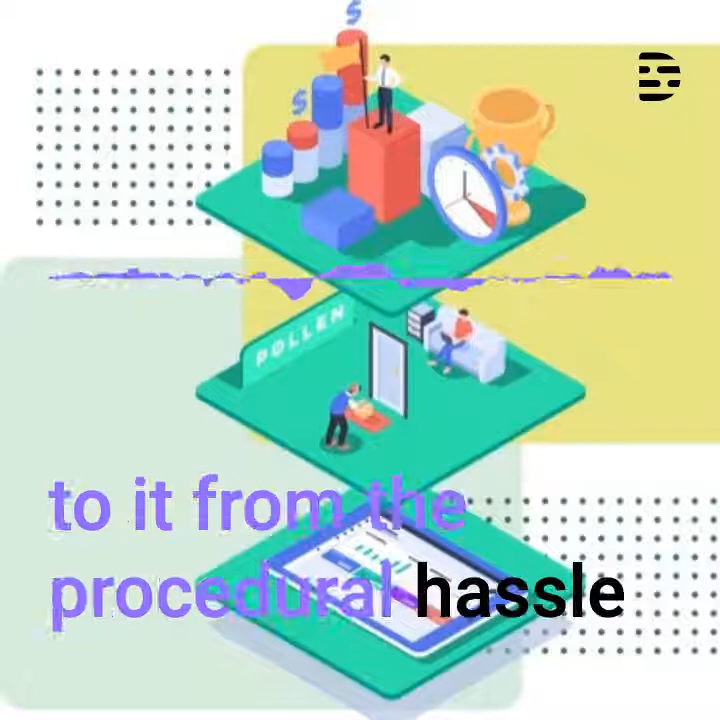 $
$
POLLEN
to it from the
procedural hassle